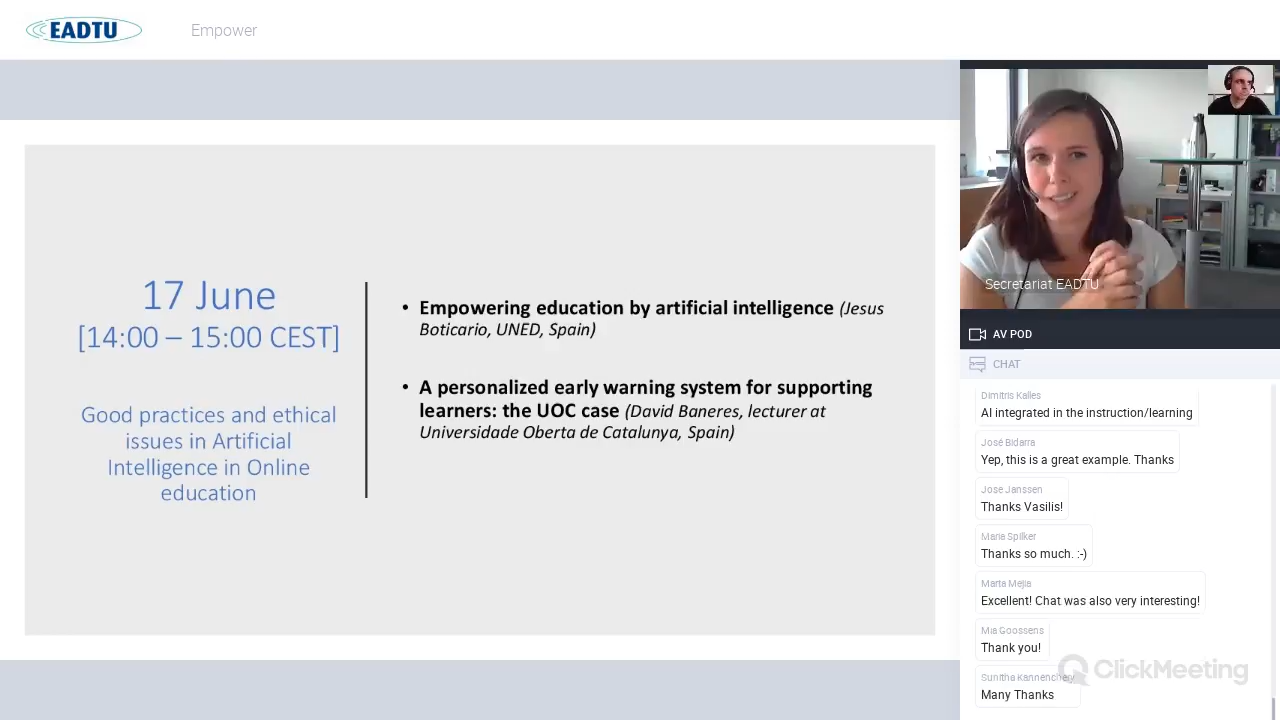 EADTU
Empower
17 June
[14:00 – 15:00 CEST]
Good practices and ethical
issues in Artificial
Intelligence in Online
education
• Empowering education by artificial intelligence (Jesus
Boticario, UNED, Spain)
• A personalized early warning system for supporting
learners: the UOC case (David Baneres, lecturer at
Universidade Oberta de Catalunya, Spain)
Secretariat EADTU
AV POD
CHAT
Dimitris Kalles
AI integrated in the instruction/learning
José Bidarra
Yep, this is a great example. Thanks
Jose Janssen
Thanks Vasilis!
Maria Spilker
Thanks so much. :-)
Marta Mejia
Excellent! Chat was also very interesting!
Mia Goossens
Thank you!
Sunitha Kannenchery
Many Thanks
ClickMeeting